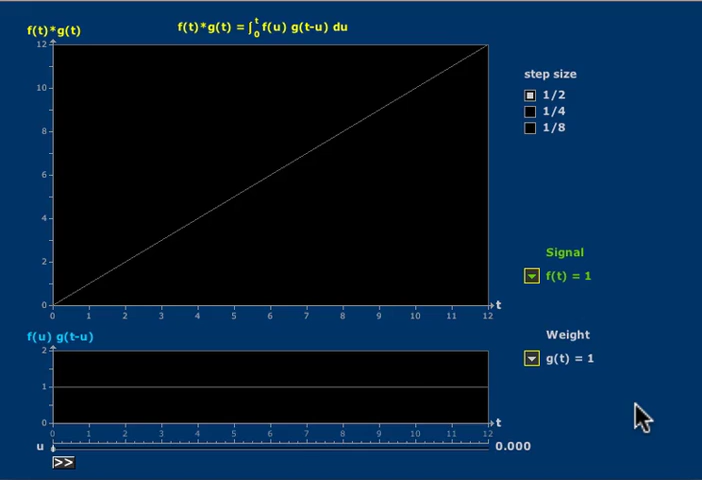 f(t)*g(t)
f(t)*g(t) = ∫₀ᵗ f(u) g(t-u) du
12
10
8
6
4
2
0
0 1 2 3 4 5 6 7 8 9 10 11 12
t
step size
1/2
1/4
1/8
Signal
f(t) = 1
Weight
g(t) = 1
f(u) g(t-u)
2
1
0
0 1 2 3 4 5 6 7 8 9 10 11 12
t
u
0.000
>>